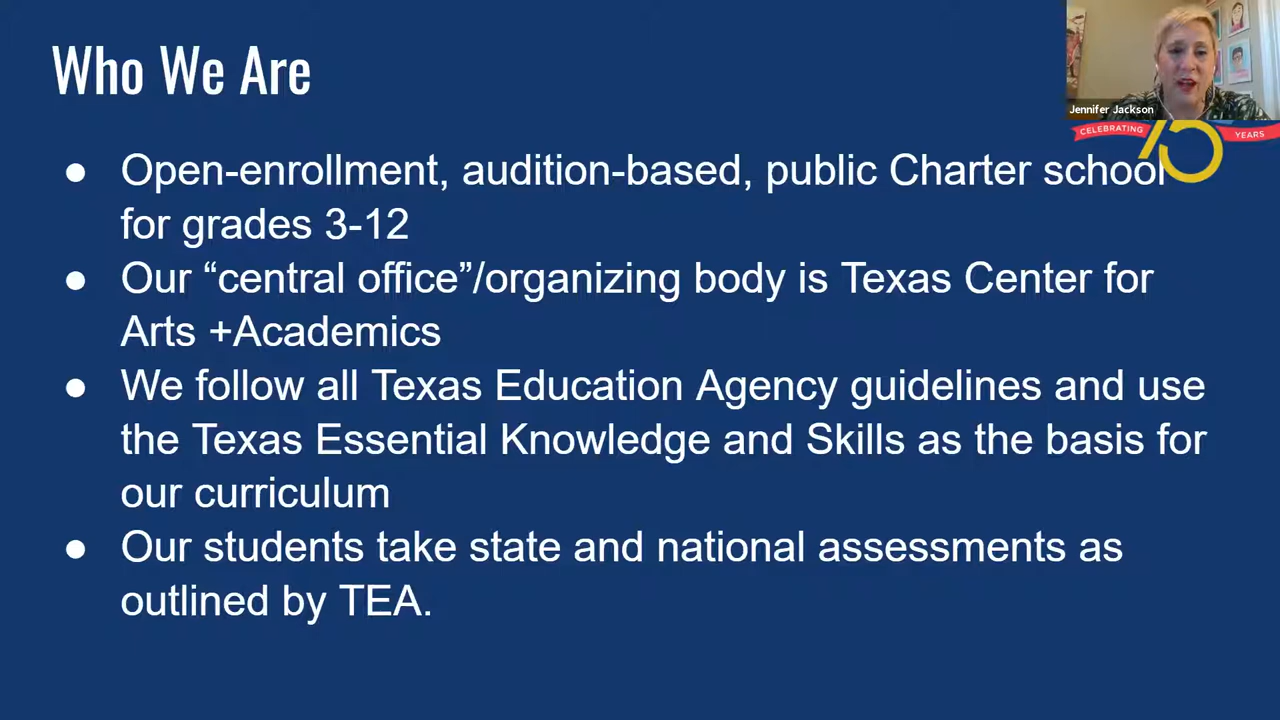 Who We Are
Jennifer Jackson
CELEBRATING 15 YEARS
● Open-enrollment, audition-based, public Charter school
for grades 3-12
● Our “central office”/organizing body is Texas Center for
Arts +Academics
● We follow all Texas Education Agency guidelines and use
the Texas Essential Knowledge and Skills as the basis for
our curriculum
● Our students take state and national assessments as
outlined by TEA.